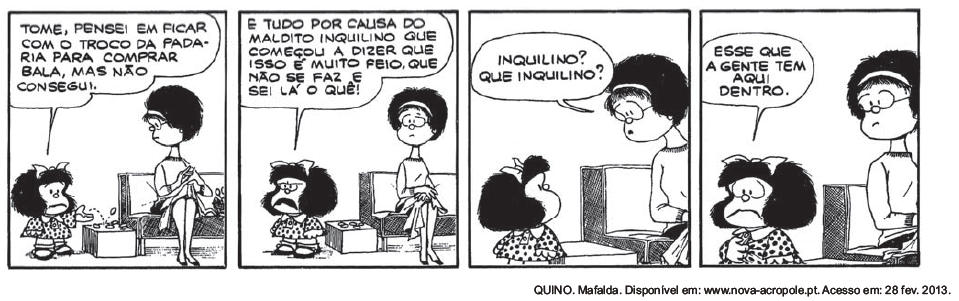 TOME, PENSEI EM FICAR
COM O TROCO DA PADA-
RIA PARA COMPRAR
BALA, MAS NÃO
CONSEGUI.
E TUDO POR CAUSA DO
MALDITO INQUILINO QUE
COMEÇOU A DIZER QUE
ISSO É MUITO FEIO, QUE
NÃO SE FAZ E
SEI LÁ O QUÊ!
INQUILINO?
QUE INQUILINO?
ESSE QUE
A GENTE TEM
AQUI
DENTRO.
QUINO. Mafalda. Disponível em: www.nova-acropole.pt. Acesso em: 28 fev. 2013.